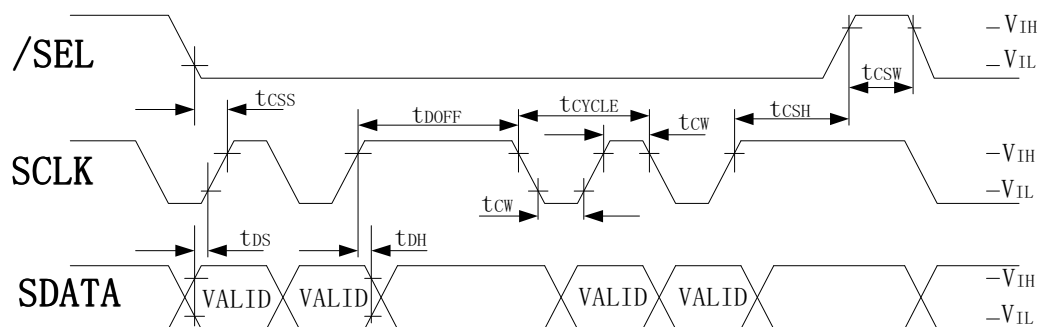 /SEL
–VIH
–VIL
tCSW
tCSS
tDOFF
tCYCLE
tCW
tCSH
SCLK
–VIH
–VIL
tCW
tDS
tDH
SDATA
VALID
VALID
VALID
VALID
–VIH
–VIL